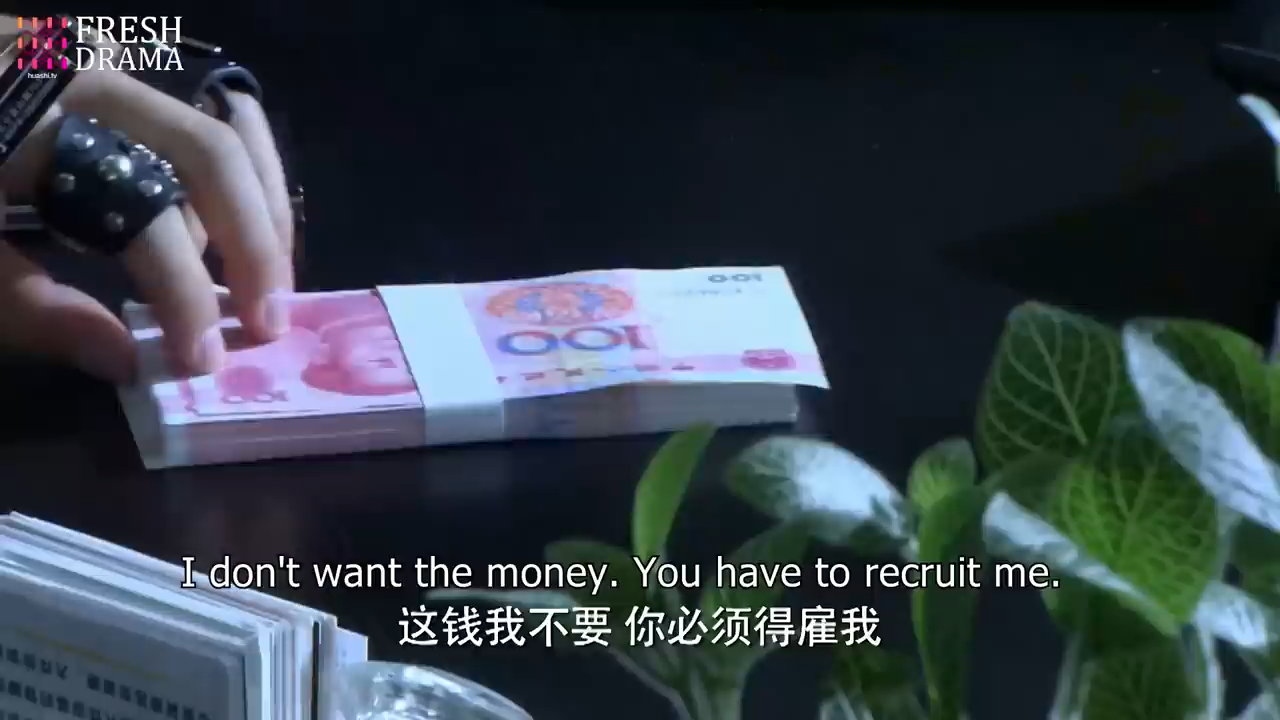 FRESH
DRAMA
huashi.tv
100
100
100
I don't want the money. You have to recruit me.
这钱我不要 你必须得雇我